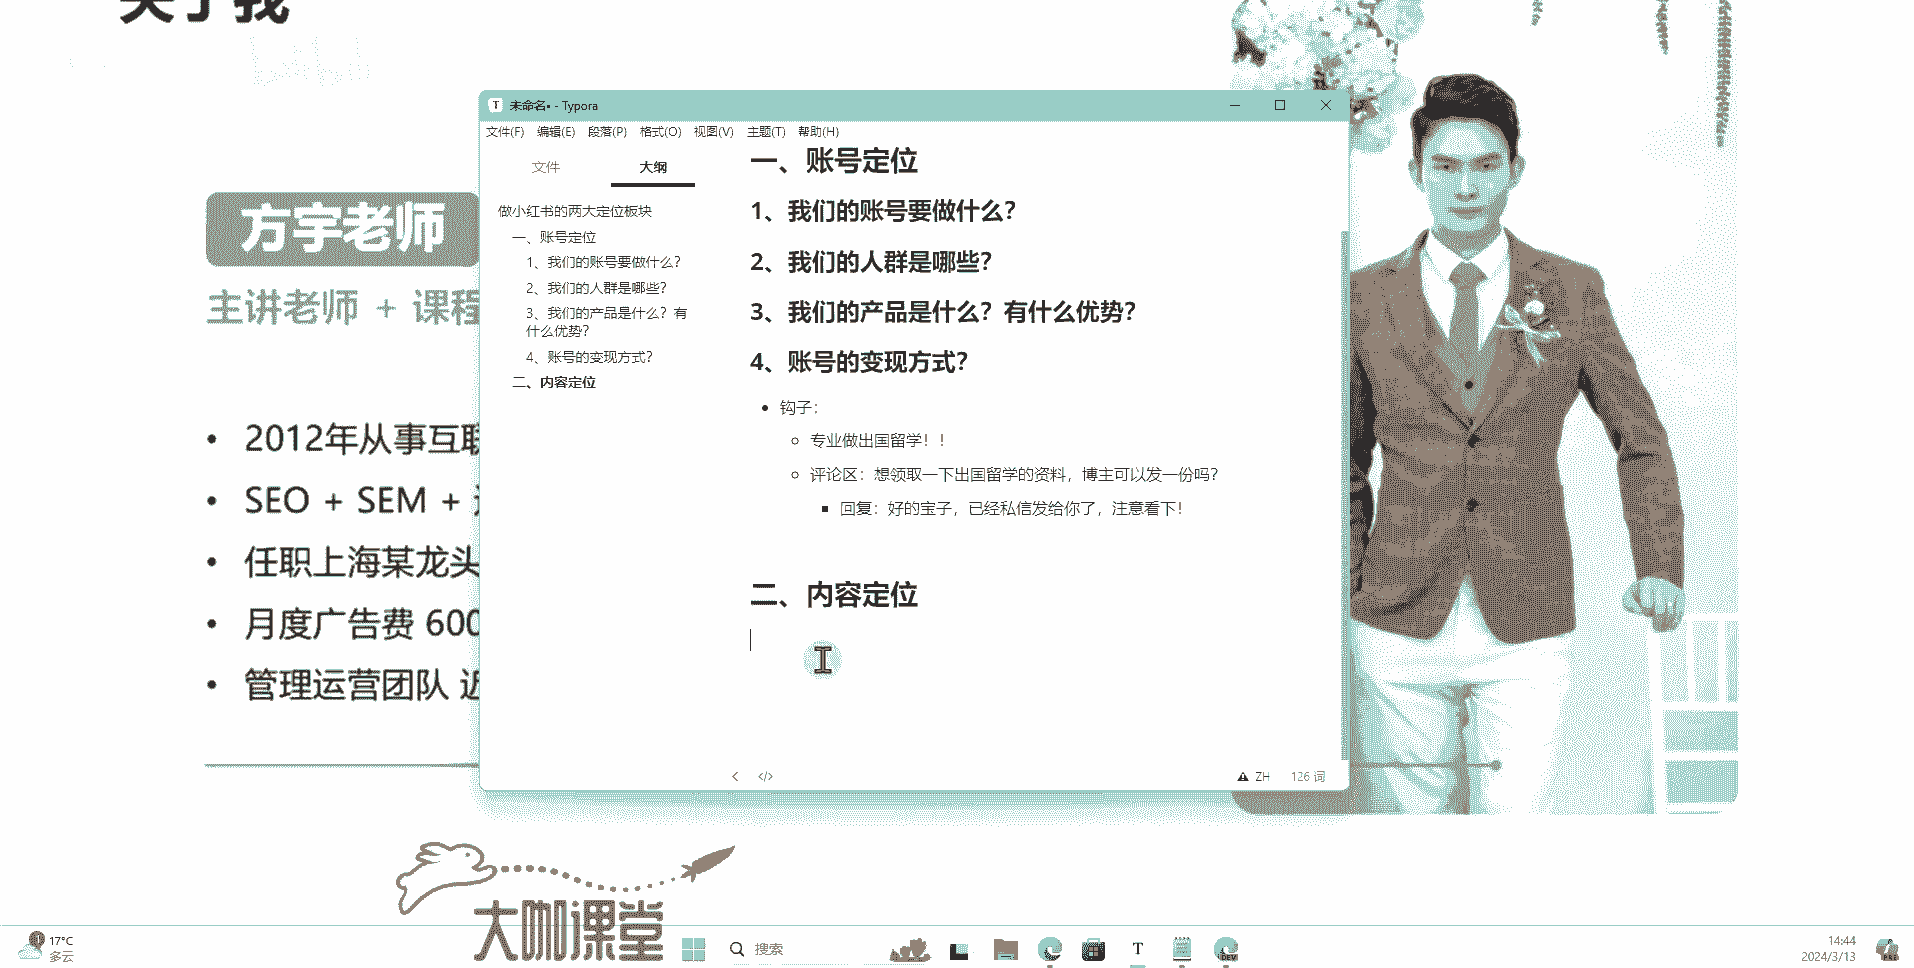 关于我
bilibili
方宇老师
主讲老师 + 课程
• 2012年从事互联
• SEO + SEM +
• 任职上海某龙头
• 月度广告费 600
• 管理运营团队 近
T 未命名• - Typora
文件(F) 编辑(E) 段落(P) 格式(O) 视图(V) 主题(T) 帮助(H)
文件 大纲
做小红书的两大定位板块
一、账号定位
1、我们的账号要做什么？
2、我们的人群是哪些？
3、我们的产品是什么？有
什么优势？
4、账号的变现方式？
二、内容定位
一、账号定位
1、我们的账号要做什么？
2、我们的人群是哪些？
3、我们的产品是什么？有什么优势？
4、账号的变现方式？
• 钩子：
◦ 专业做出国留学！！
◦ 评论区：想领取一下出国留学的资料，博主可以发一份吗？
▪ 回复：好的宝子，已经私信发给你了，注意看下！
二、内容定位
</> ZH 126 词
大咖课堂
1 17°C
多云
搜索
T
DEV
14:44
2024/3/13
PRE